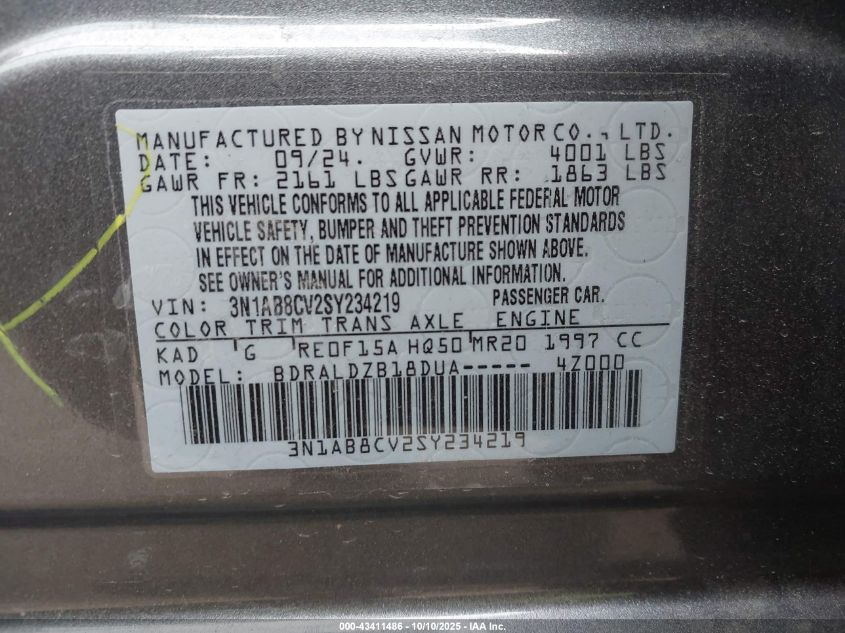 MANUFACTURED BY NISSAN MOTOR CO., LTD.
DATE: 09/24. GVWR: 4001 LBS
GAWR FR: 2161 LBS GAWR RR: 1863 LBS
THIS VEHICLE CONFORMS TO ALL APPLICABLE FEDERAL MOTOR
VEHICLE SAFETY, BUMPER AND THEFT PREVENTION STANDARDS
IN EFFECT ON THE DATE OF MANUFACTURE SHOWN ABOVE.
SEE OWNER'S MANUAL FOR ADDITIONAL INFORMATION.
VIN: 3N1AB8CV2SY234219 PASSENGER CAR.
COLOR TRIM TRANS AXLE ENGINE
KAD G RE0F15A HQ50 MR20 1997 CC
MODEL: BDRALDZB18DUA----- 4Z000
3N1AB8CV2SY234219
000-43411486 - 10/10/2025 - IAA Inc.